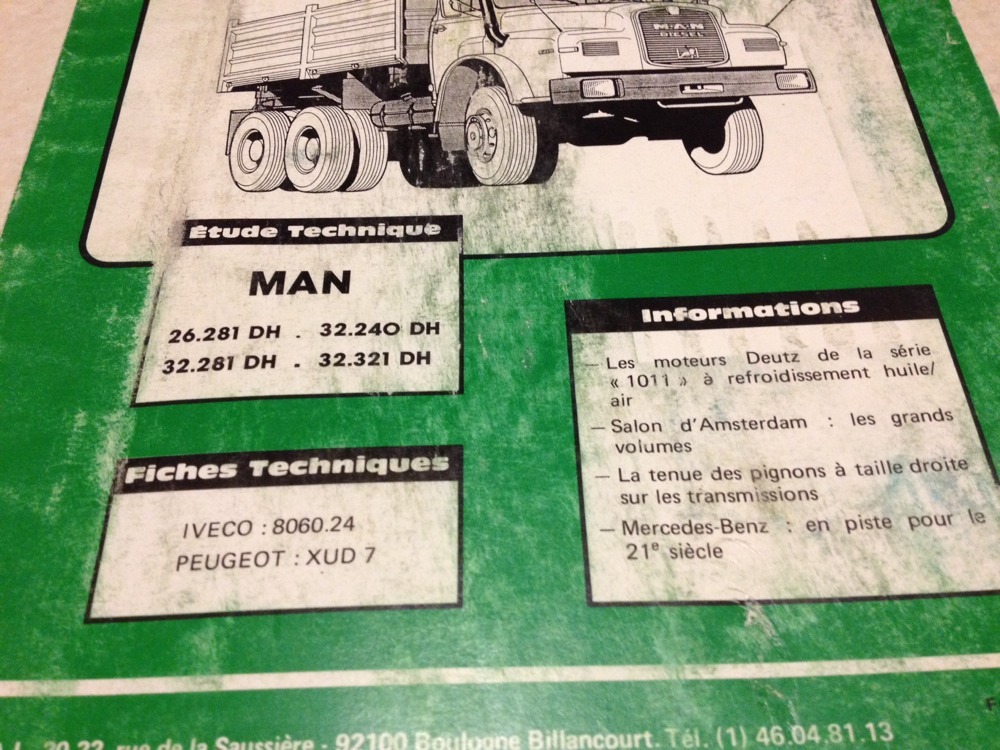 M·A·N
DIESEL
Étude Technique
MAN
26.281 DH . 32.240 DH
32.281 DH . 32.321 DH
Fiches Techniques
IVECO : 8060.24
PEUGEOT : XUD 7
Informations
— Les moteurs Deutz de la série
« 1011 » à refroidissement huile/
air
— Salon d'Amsterdam : les grands
volumes
— La tenue des pignons à taille droite
sur les transmissions
— Mercedes-Benz : en piste pour le
21e siècle
20-22, rue de la Saussière - 92100 Boulogne Billancourt. Tél. (1) 46.04.81.13